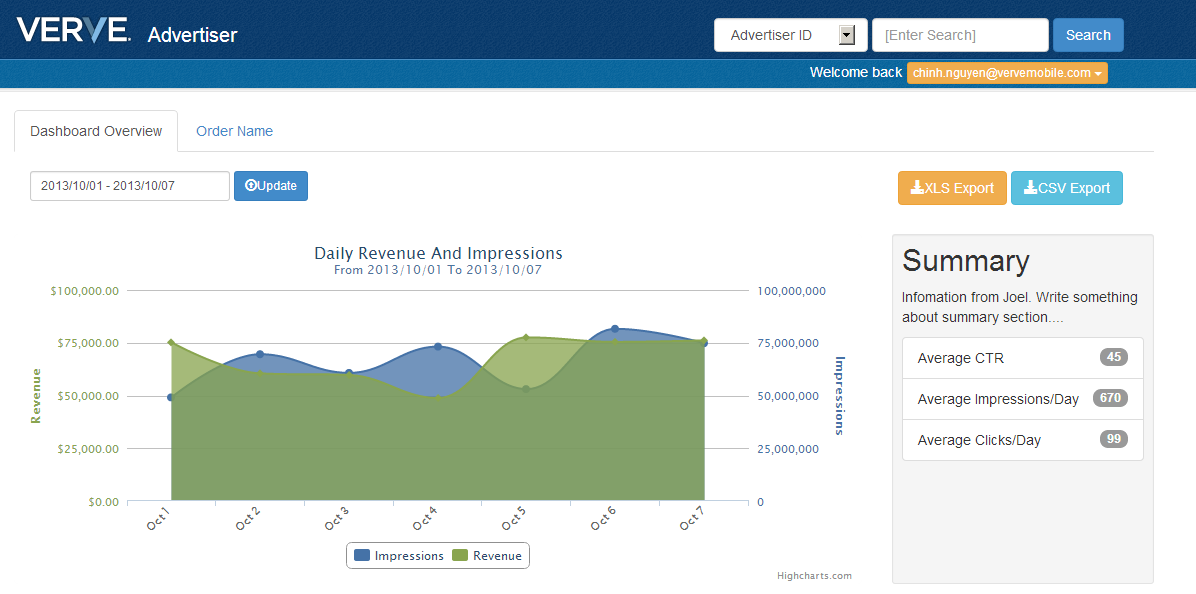 VERVE. Advertiser
Advertiser ID
[Enter Search]
Search
Welcome back chinh.nguyen@vervemobile.com
Dashboard Overview
Order Name
2013/10/01 - 2013/10/07
Update
XLS Export
CSV Export
Daily Revenue And Impressions
From 2013/10/01 To 2013/10/07
$100,000.00
$75,000.00
$50,000.00
$25,000.00
$0.00
Revenue
100,000,000
75,000,000
50,000,000
25,000,000
0
Impressions
Oct 1
Oct 2
Oct 3
Oct 4
Oct 5
Oct 6
Oct 7
Impressions
Revenue
Highcharts.com
Summary
Infomation from Joel. Write something
about summary section....
Average CTR 45
Average Impressions/Day 670
Average Clicks/Day 99